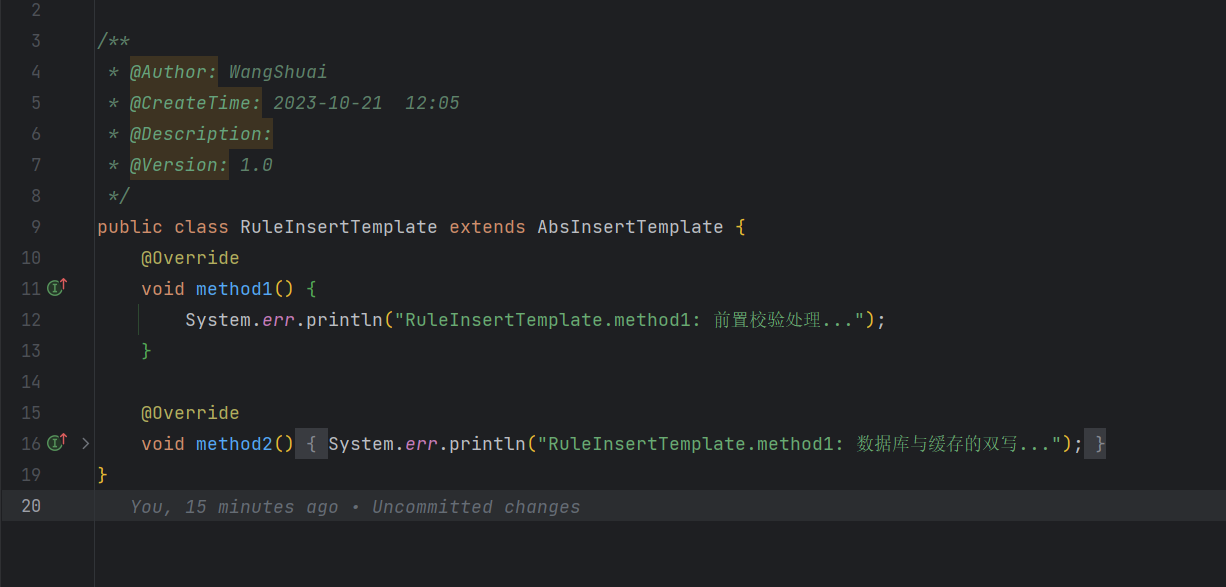 2
3 /**
4 * @Author: WangShuai
5 * @CreateTime: 2023-10-21  12:05
6 * @Description:
7 * @Version: 1.0
8 */
9 public class RuleInsertTemplate extends AbsInsertTemplate {
10 @Override
11 void method1() {
12 System.err.println("RuleInsertTemplate.method1: 前置校验处理...");
13 }
14
15 @Override
16 void method2() { System.err.println("RuleInsertTemplate.method1: 数据库与缓存的双写..."); }
19 }
20 You, 15 minutes ago • Uncommitted changes